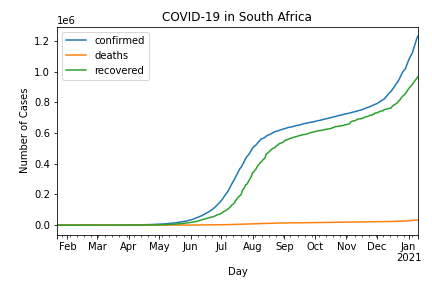 COVID-19 in South Africa
1e6
confirmed
deaths
recovered
1.2
1.0
0.8
0.6
0.4
0.2
0.0
Number of Cases
Feb Mar Apr May Jun Jul Aug Sep Oct Nov Dec Jan
2021
Day